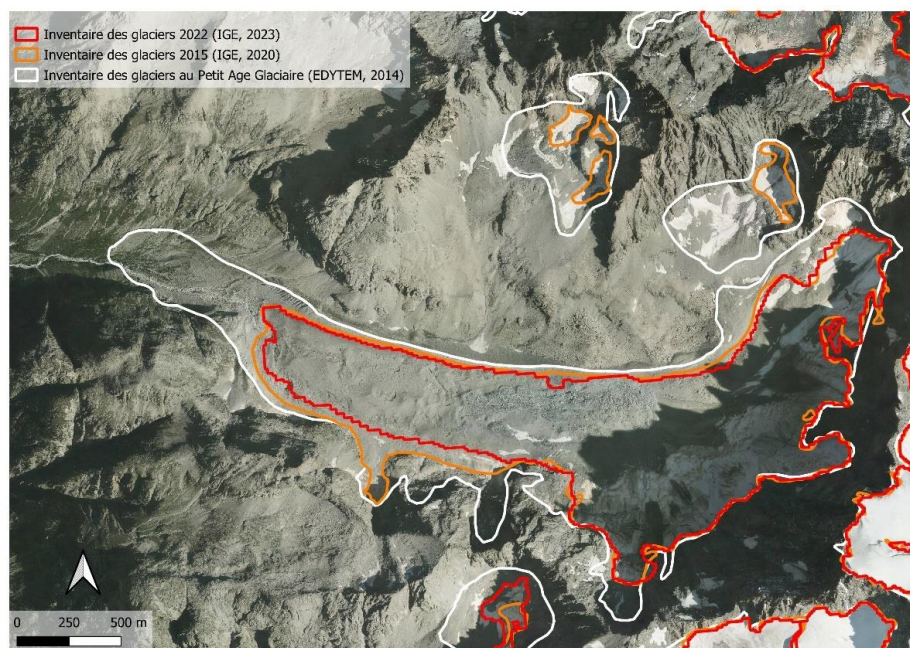 Inventaire des glaciers 2022 (IGE, 2023)
Inventaire des glaciers 2015 (IGE, 2020)
Inventaire des glaciers au Petit Age Glaciaire (EDYTEM, 2014)
0 250 500 m